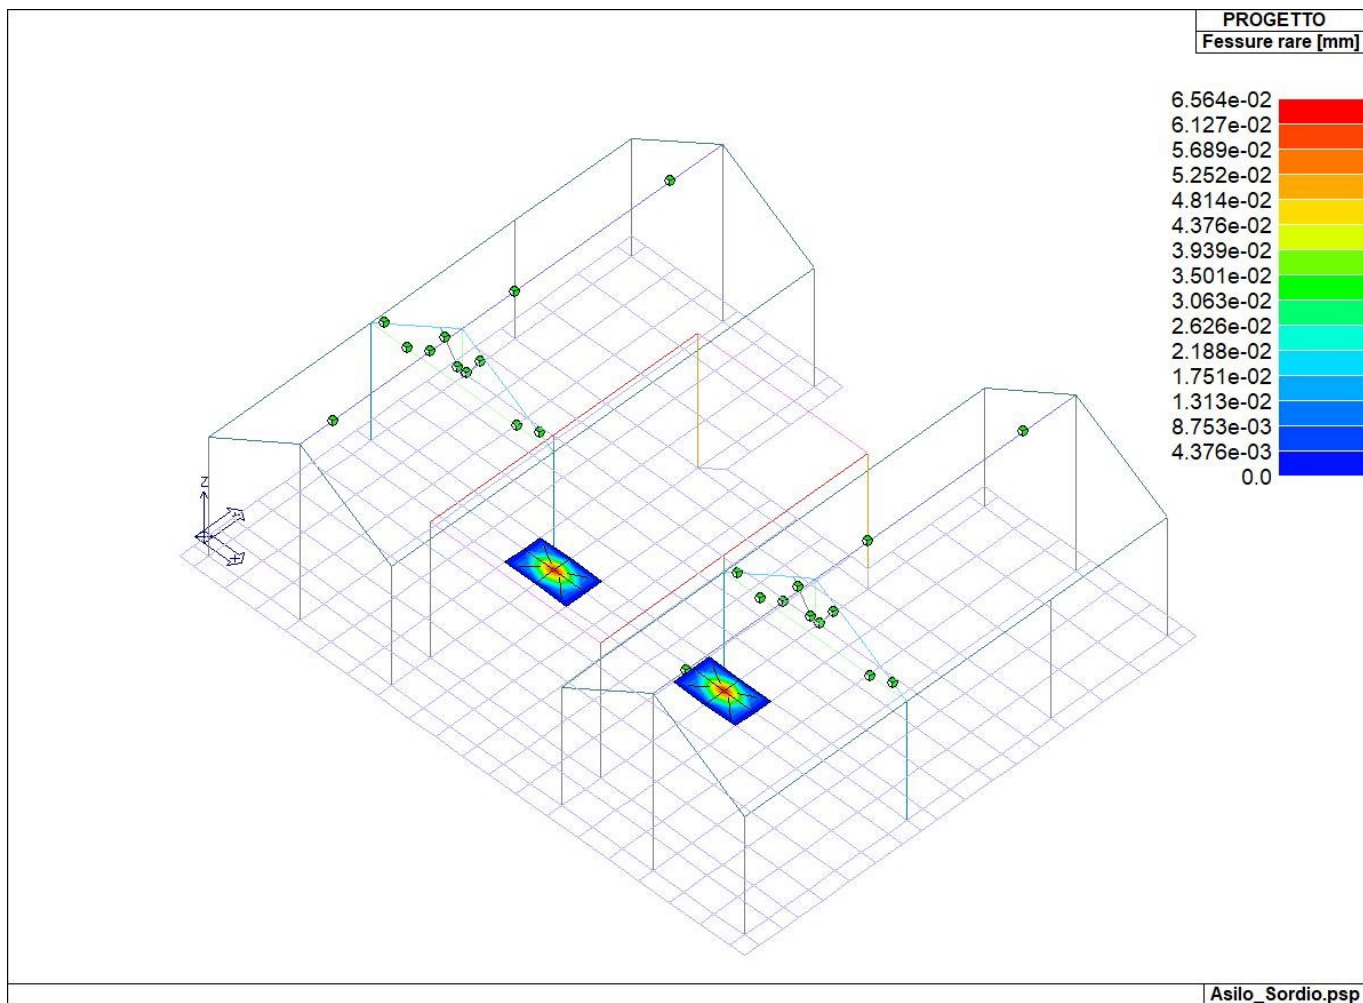 PROGETTO
Fessure rare [mm]
6.564e-02
6.127e-02
5.689e-02
5.252e-02
4.814e-02
4.376e-02
3.939e-02
3.501e-02
3.063e-02
2.626e-02
2.188e-02
1.751e-02
1.313e-02
8.753e-03
4.376e-03
0.0
Z
X
Asilo_Sordio.psp